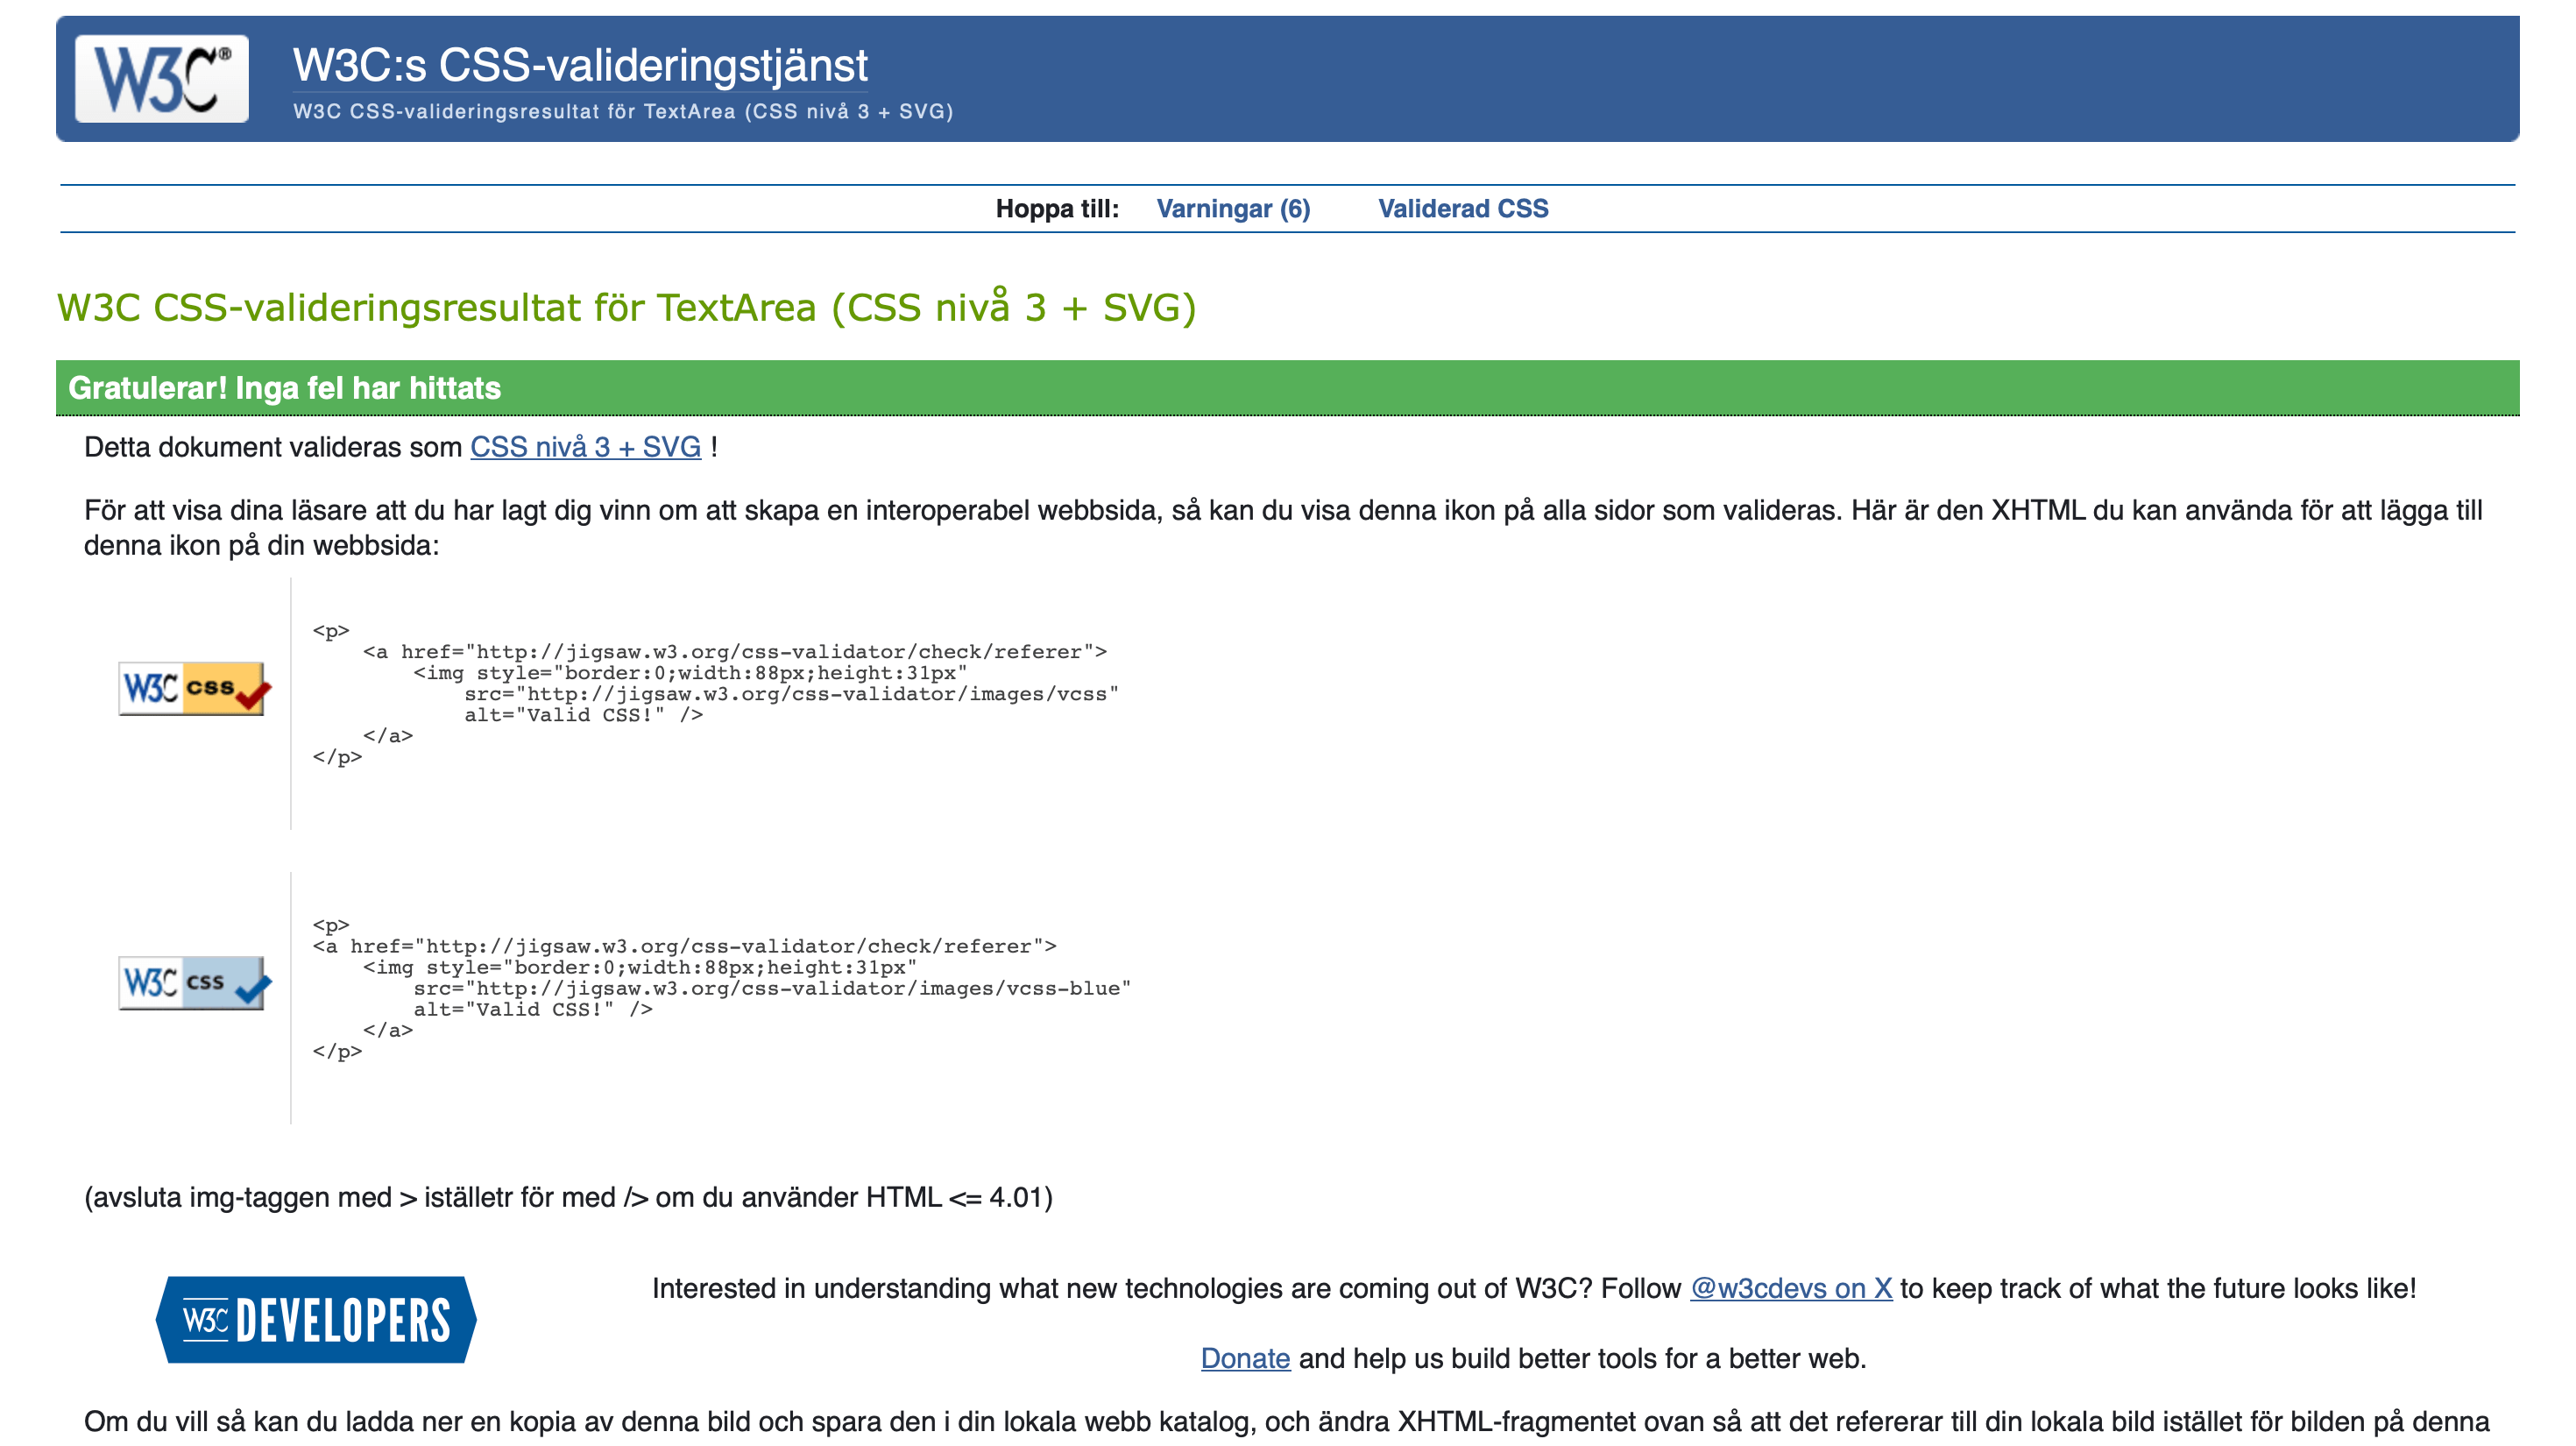 W3C®
W3C:s CSS-valideringstjänst
W3C CSS-valideringsresultat för TextArea (CSS nivå 3 + SVG)
Hoppa till: Varningar (6) Validerad CSS
W3C CSS-valideringsresultat för TextArea (CSS nivå 3 + SVG)
Gratulerar! Inga fel har hittats
Detta dokument valideras som CSS nivå 3 + SVG !
För att visa dina läsare att du har lagt dig vinn om att skapa en interoperabel webbsida, så kan du visa denna ikon på alla sidor som valideras. Här är den XHTML du kan använda för att lägga till
denna ikon på din webbsida:
W3C css
<p>
<a href="http://jigsaw.w3.org/css-validator/check/referer">
<img style="border:0;width:88px;height:31px"
src="http://jigsaw.w3.org/css-validator/images/vcss"
alt="Valid CSS!" />
</a>
</p>
W3C css
<p>
<a href="http://jigsaw.w3.org/css-validator/check/referer">
<img style="border:0;width:88px;height:31px"
src="http://jigsaw.w3.org/css-validator/images/vcss-blue"
alt="Valid CSS!" />
</a>
</p>
(avsluta img-taggen med > iställetr för med /> om du använder HTML <= 4.01)
W3C DEVELOPERS
Interested in understanding what new technologies are coming out of W3C? Follow @w3cdevs on X to keep track of what the future looks like!
Donate and help us build better tools for a better web.
Om du vill så kan du ladda ner en kopia av denna bild och spara den i din lokala webb katalog, och ändra XHTML-fragmentet ovan så att det refererar till din lokala bild istället för bilden på denna